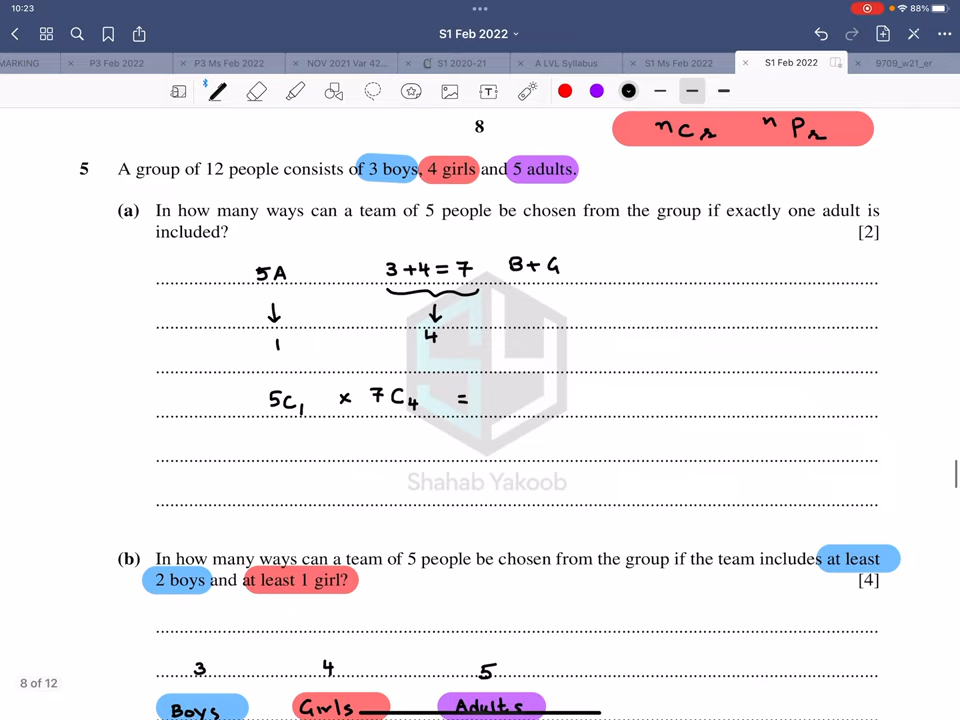 10:23
88%
S1 Feb 2022
MARKING
P3 Feb 2022
P3 Ms Feb 2022
NOV 2021 Var 42...
S1 2020-21
A LVL Syllabus
S1 Ms Feb 2022
S1 Feb 2022
9709_w21_er
8
nCr nPr
5 A group of 12 people consists of 3 boys, 4 girls and 5 adults.
(a) In how many ways can a team of 5 people be chosen from the group if exactly one adult is
included? [2]
5A 3+4=7 B+G
↓ ↓
1 4
5C1 × 7C4 =
Shahab Yakoob
(b) In how many ways can a team of 5 people be chosen from the group if the team includes at least
2 boys and at least 1 girl? [4]
3 4 5
Boys Girls Adults
8 of 12